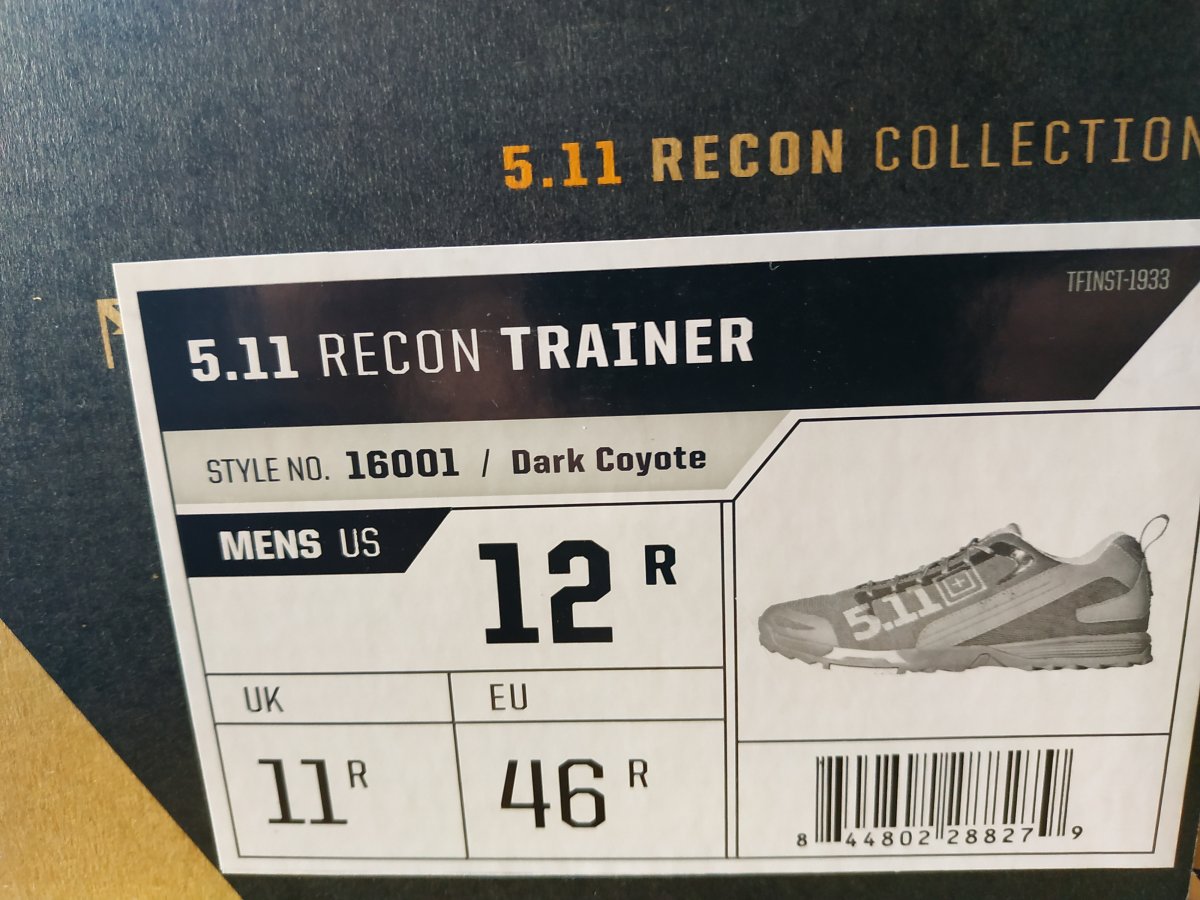 5.11 RECON COLLECTION
TFINST-1933
5.11 RECON TRAINER
STYLE NO. 16001 / Dark Coyote
MENS US
12 R
UK
EU
11 R
46 R
5.11
8 44802 28827 9